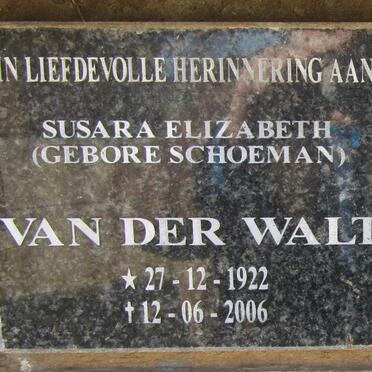 IN LIEFDEVOLLE HERINNERING AAN
SUSARA ELIZABETH
(GEBORE SCHOEMAN)
VAN DER WALT
★ 27 - 12 - 1922
✝ 12 - 06 - 2006